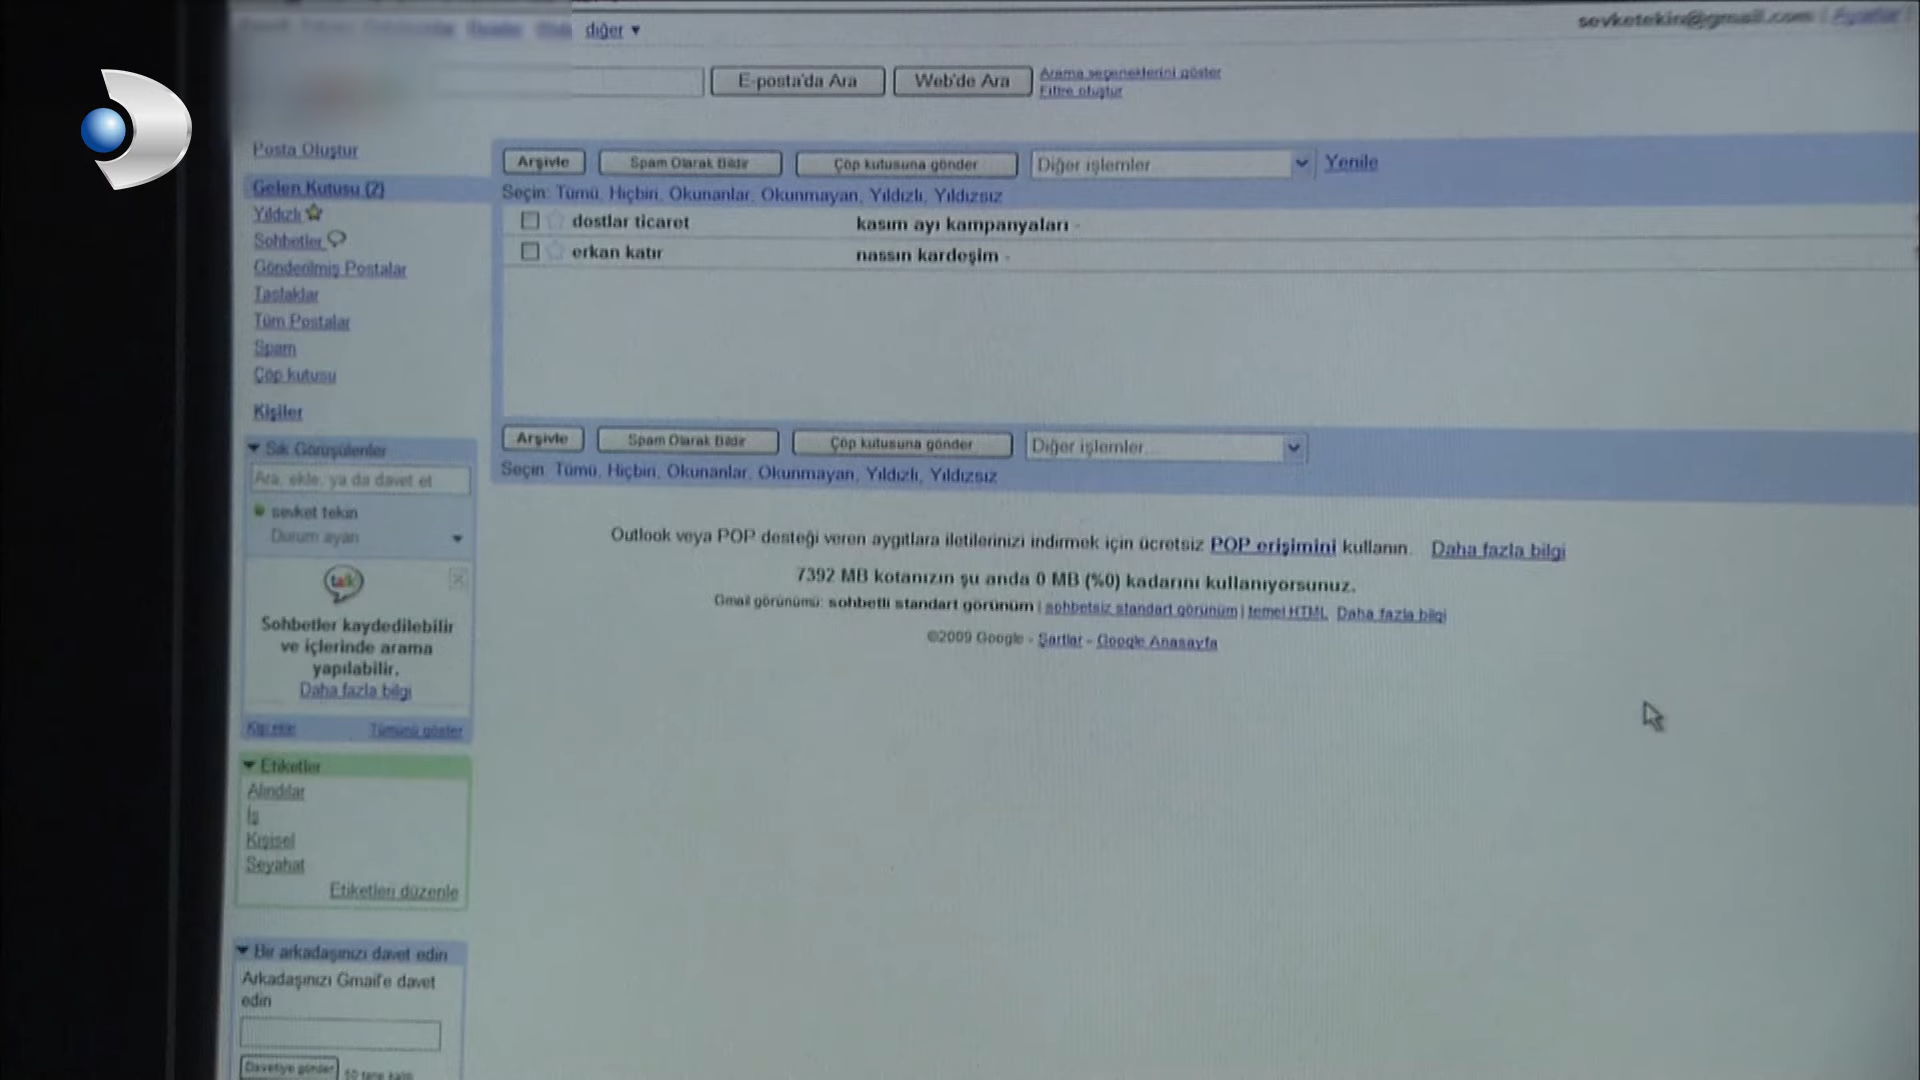 diğer ▾
sevketekin@gmail.com
E-posta'da Ara
Web'de Ara
Arama seçeneklerini göster
Filtre oluştur
Posta Oluştur
Gelen Kutusu (2)
Yıldızlı
Sohbetler
Gönderilmiş Postalar
Taslaklar
Tüm Postalar
Spam
Çöp kutusu
Kişiler
Sık Görüşülenler
Ara, ekle, ya da davet et
sevket tekin
Durum ayarı
talk
Sohbetler kaydedilebilir
ve içlerinde arama
yapılabilir.
Daha fazla bilgi
Kişi ekle Tümünü göster
Etiketler
Alındılar
İş
Kişisel
Seyahat
Etiketleri düzenle
Bir arkadaşınızı davet edin
Arkadaşınızı Gmail'e davet
edin
Davetiye gönder 50 tane kaldı
Arşivle Spam Olarak Bildir Çöp kutusuna gönder Diğer işlemler Yenile
Seçin: Tümü, Hiçbiri, Okunanlar, Okunmayan, Yıldızlı, Yıldızsız
dostlar ticaret kasım ayı kampanyaları -
erkan katır nassın kardeşim -
Arşivle Spam Olarak Bildir Çöp kutusuna gönder Diğer işlemler...
Seçin: Tümü, Hiçbiri, Okunanlar, Okunmayan, Yıldızlı, Yıldızsız
Outlook veya POP desteği veren aygıtlara iletilerinizi indirmek için ücretsiz POP erişimini kullanın. Daha fazla bilgi
7392 MB kotanızın şu anda 0 MB (%0) kadarını kullanıyorsunuz.
Gmail görünümü: sohbetli standart görünüm | sohbetsiz standart görünüm | temel HTML Daha fazla bilgi
©2009 Google - Şartlar - Google Anasayfa